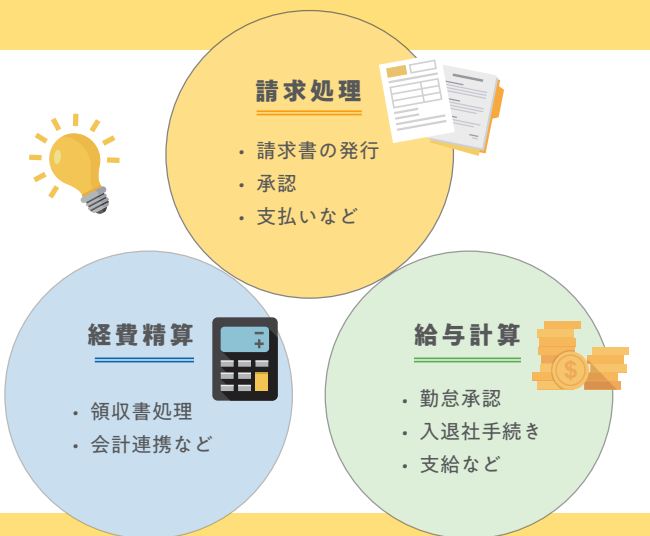 請求処理
・請求書の発行
・承認
・支払いなど
経費精算
・領収書処理
・会計連携など
給与計算
・勤怠承認
・入退社手続き
・支給など
$